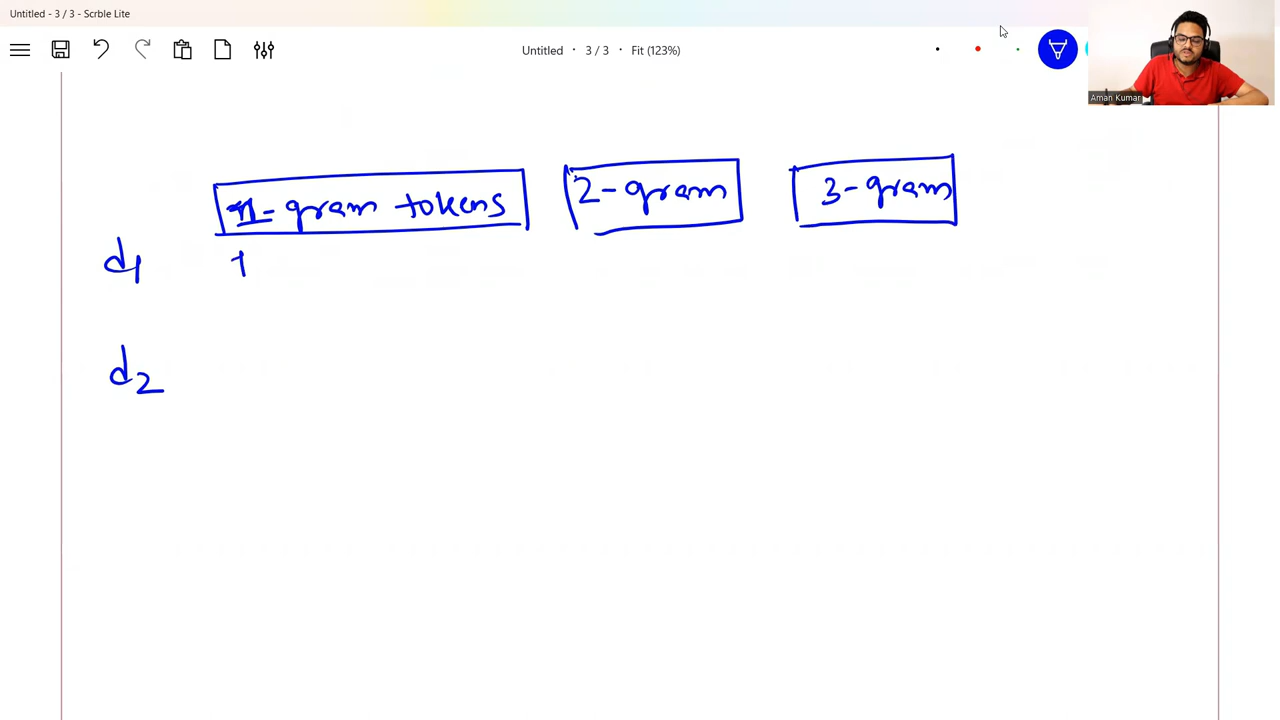 Untitled - 3 / 3 - Scrble Lite
Untitled · 3 / 3 · Fit (123%)
Aman Kumar
n-gram tokens 2-gram 3-gram
d1
d2